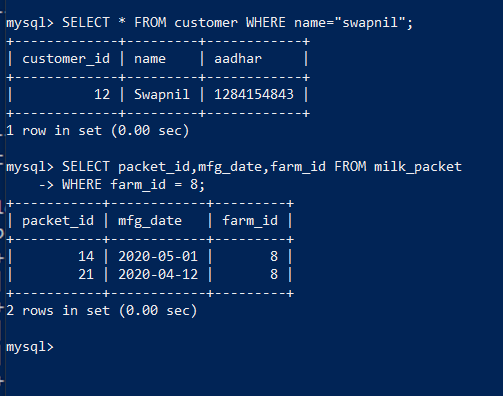 mysql> SELECT * FROM customer WHERE name="swapnil";
+-------------+---------+------------+
| customer_id | name    | aadhar     |
+-------------+---------+------------+
|          12 | Swapnil | 1284154843 |
+-------------+---------+------------+
1 row in set (0.00 sec)

mysql> SELECT packet_id,mfg_date,farm_id FROM milk_packet
    -> WHERE farm_id = 8;
+-----------+------------+---------+
| packet_id | mfg_date   | farm_id |
+-----------+------------+---------+
|        14 | 2020-05-01 |       8 |
|        21 | 2020-04-12 |       8 |
+-----------+------------+---------+
2 rows in set (0.00 sec)

mysql>